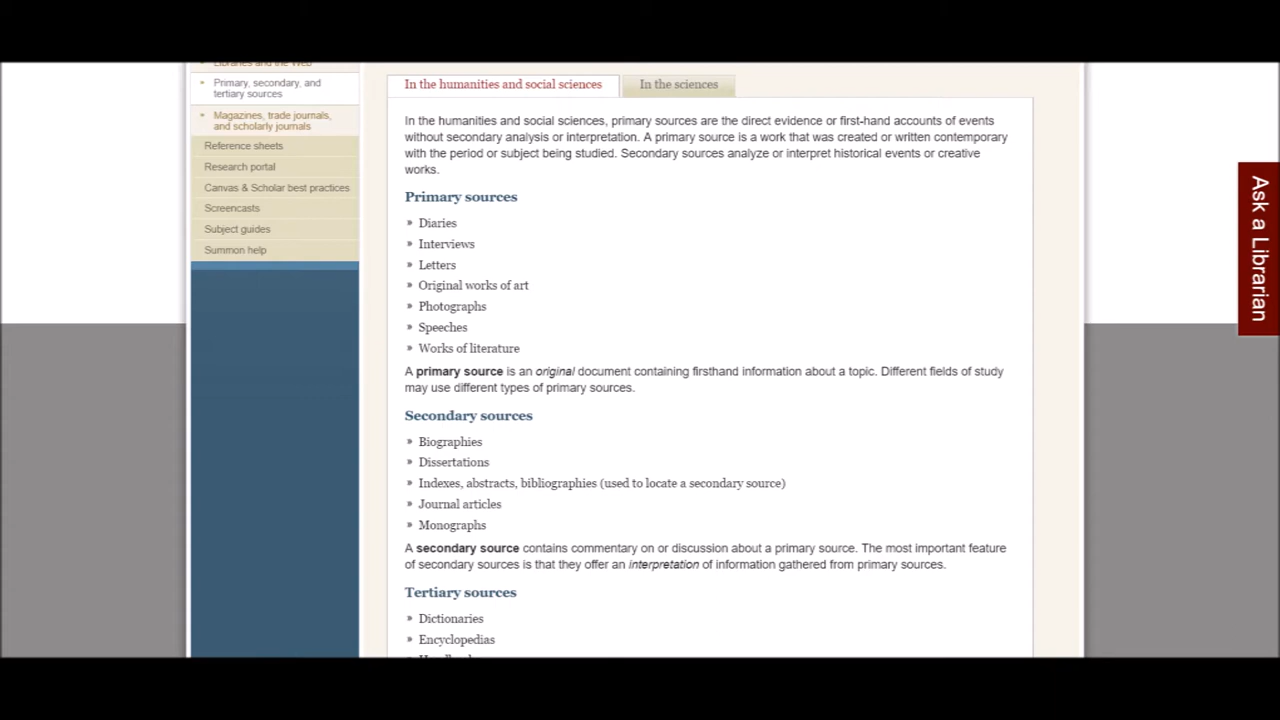 Libraries and the Web
Primary, secondary, and
tertiary sources
Magazines, trade journals,
and scholarly journals
Reference sheets
Research portal
Canvas & Scholar best practices
Screencasts
Subject guides
Summon help
In the humanities and social sciences
In the sciences
In the humanities and social sciences, primary sources are the direct evidence or first-hand accounts of events
without secondary analysis or interpretation. A primary source is a work that was created or written contemporary
with the period or subject being studied. Secondary sources analyze or interpret historical events or creative
works.
Primary sources
» Diaries
» Interviews
» Letters
» Original works of art
» Photographs
» Speeches
» Works of literature
A primary source is an original document containing firsthand information about a topic. Different fields of study
may use different types of primary sources.
Secondary sources
» Biographies
» Dissertations
» Indexes, abstracts, bibliographies (used to locate a secondary source)
» Journal articles
» Monographs
A secondary source contains commentary on or discussion about a primary source. The most important feature
of secondary sources is that they offer an interpretation of information gathered from primary sources.
Tertiary sources
» Dictionaries
» Encyclopedias
Ask a Librarian